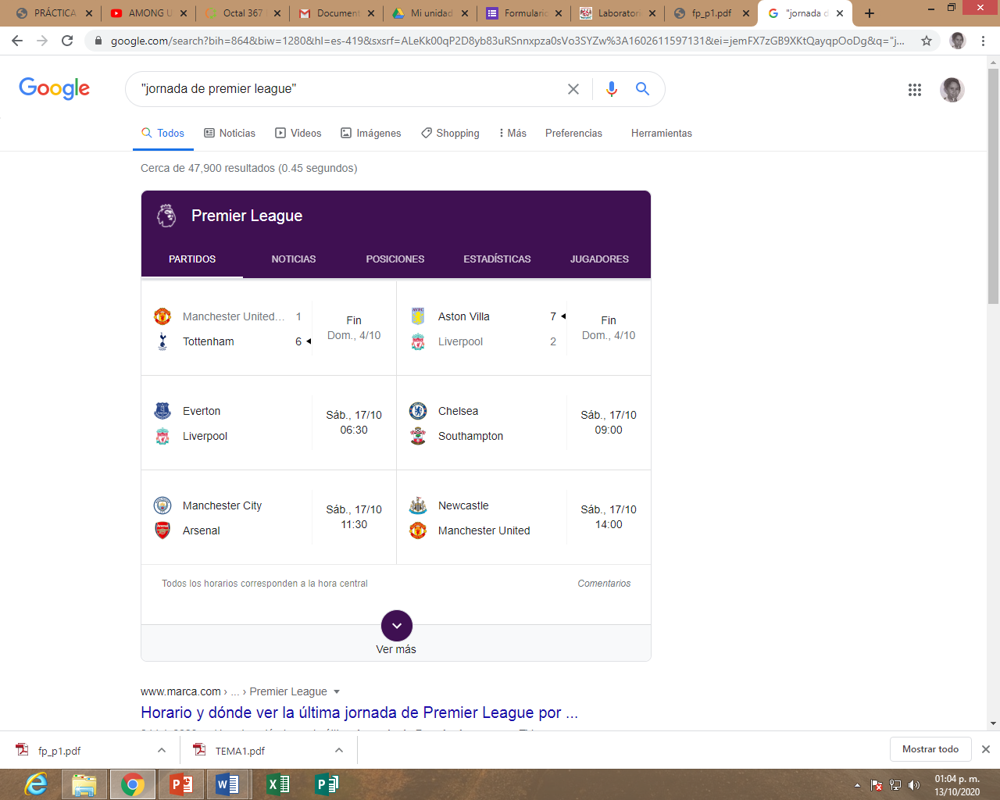 PRÁCTICA
AMONG U
Octal 367
Document
Mi unidad
Formulario
Laboratori
fp_p1.pdf
"jornada d
google.com/search?bih=864&biw=1280&hl=es-419&sxsrf=ALeKk00qP2D8yb83uRSnnxpza0sVo3SYZw%3A1602611597131&ei=jemFX7zGB9XKtQayqpOoDg&q="j...
Google
"jornada de premier league"
Todos
Noticias
Videos
Imágenes
Shopping
Más
Preferencias
Herramientas
Cerca de 47,900 resultados (0.45 segundos)
Premier League
PARTIDOS
NOTICIAS
POSICIONES
ESTADÍSTICAS
JUGADORES
Manchester United... 1
Tottenham 6
Fin
Dom., 4/10
Aston Villa 7
Liverpool 2
Fin
Dom., 4/10
Everton
Liverpool
Sáb., 17/10
06:30
Chelsea
Southampton
Sáb., 17/10
09:00
Manchester City
Arsenal
Sáb., 17/10
11:30
Newcastle
Manchester United
Sáb., 17/10
14:00
Todos los horarios corresponden a la hora central
Comentarios
Ver más
www.marca.com › ... › Premier League
Horario y dónde ver la última jornada de Premier League por ...
fp_p1.pdf
TEMA1.pdf
Mostrar todo
01:04 p. m.
13/10/2020